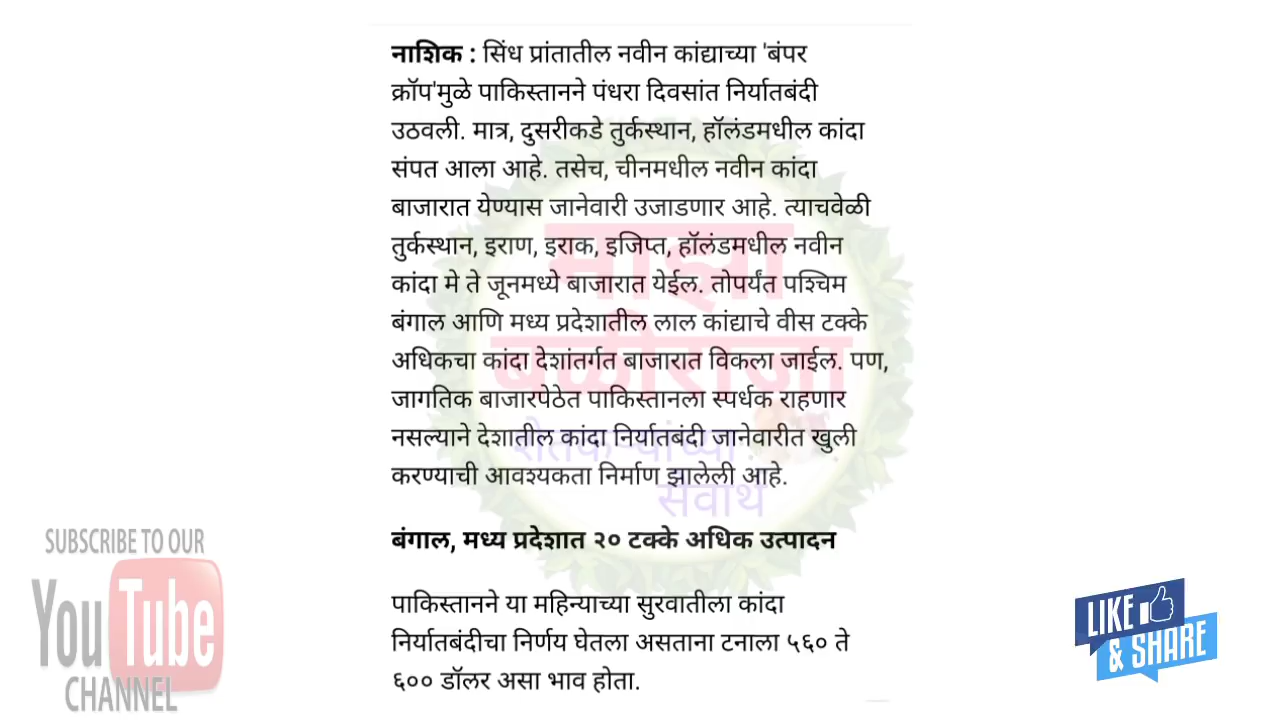 नाशिक : सिंध प्रांतातील नवीन कांद्याच्या 'बंपर
क्रॉप'मुळे पाकिस्तानने पंधरा दिवसांत निर्यातबंदी
उठवली. मात्र, दुसरीकडे तुर्कस्थान, हॉलंडमधील कांदा
संपत आला आहे. तसेच, चीनमधील नवीन कांदा
बाजारात येण्यास जानेवारी उजाडणार आहे. त्याचवेळी
तुर्कस्थान, इराण, इराक, इजिप्त, हॉलंडमधील नवीन
कांदा मे ते जूनमध्ये बाजारात येईल. तोपर्यंत पश्चिम
बंगाल आणि मध्य प्रदेशातील लाल कांद्याचे वीस टक्के
अधिकचा कांदा देशांतर्गत बाजारात विकला जाईल. पण,
जागतिक बाजारपेठेत पाकिस्तानला स्पर्धक राहणार
नसल्याने देशातील कांदा निर्यातबंदी जानेवारीत खुली
करण्याची आवश्यकता निर्माण झालेली आहे.
बंगाल, मध्य प्रदेशात २० टक्के अधिक उत्पादन
पाकिस्तानने या महिन्याच्या सुरवातीला कांदा
निर्यातबंदीचा निर्णय घेतला असताना टनाला ५६० ते
६०० डॉलर असा भाव होता.
माझा
बळीराजा
शेतकऱ्यांच्या
सेवार्थ
SUBSCRIBE TO OUR
YouTube
CHANNEL
LIKE
& SHARE